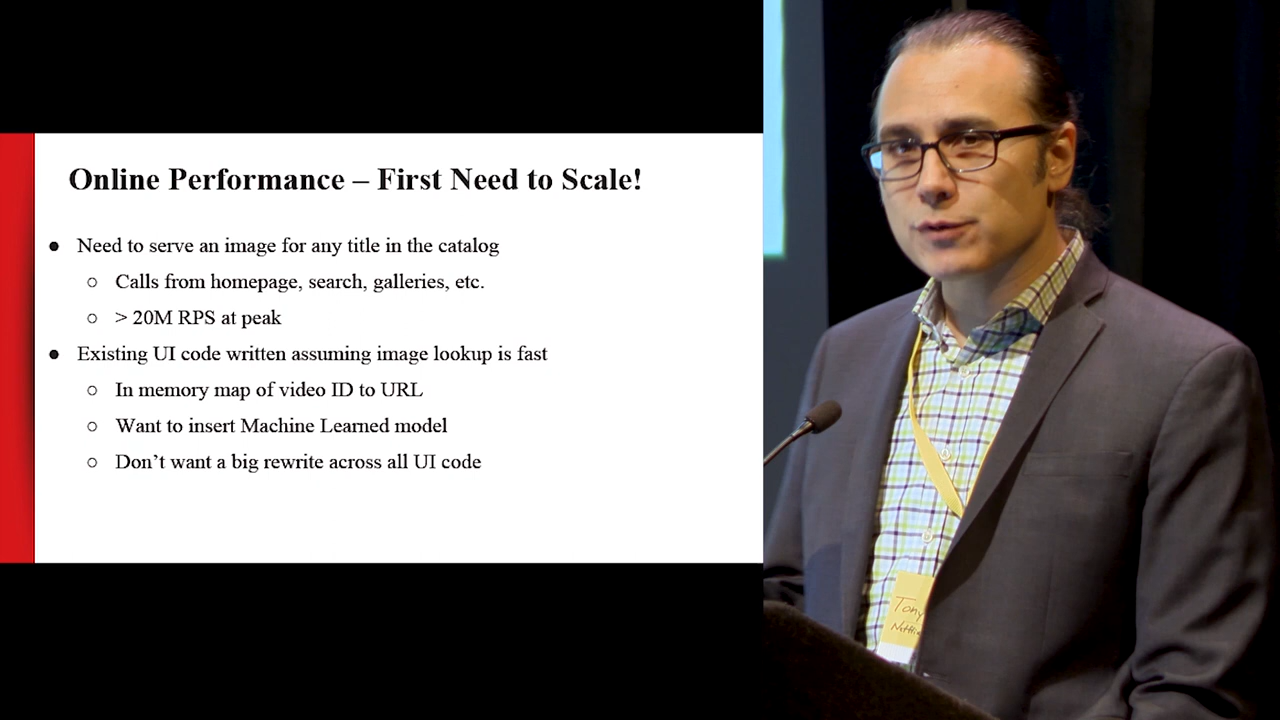 Online Performance – First Need to Scale!
● Need to serve an image for any title in the catalog
○ Calls from homepage, search, galleries, etc.
○ > 20M RPS at peak
● Existing UI code written assuming image lookup is fast
○ In memory map of video ID to URL
○ Want to insert Machine Learned model
○ Don’t want a big rewrite across all UI code
Tony